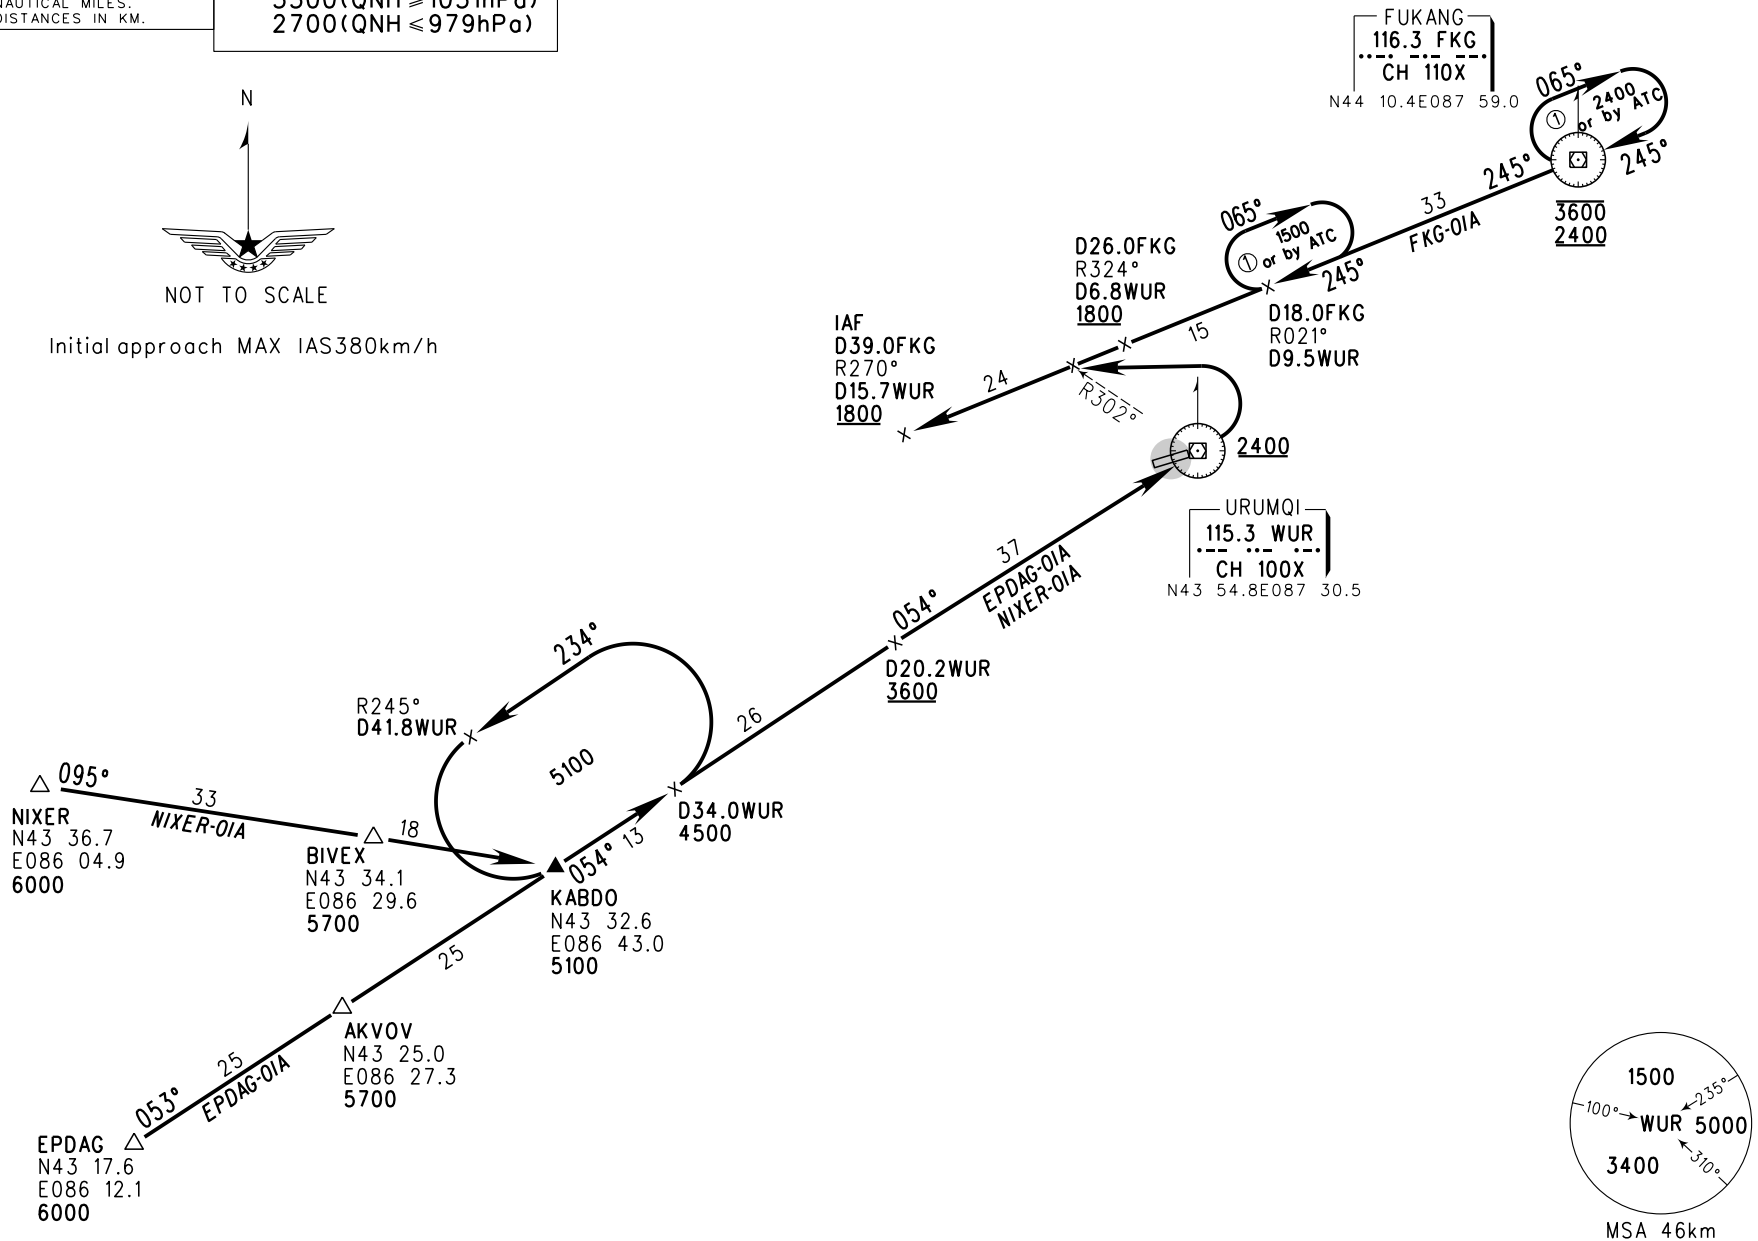 NAUTICAL MILES.
DISTANCES IN KM.
3300(QNH ≥ 1031hPa)
2700(QNH ≤ 979hPa)
N
NOT TO SCALE
Initial approach MAX IAS380km/h
FUKANG
116.3 FKG
CH 110X
N44 10.4E087 59.0
065°
2400
① or by ATC
245°
245°
3600
2400
33
FKG-01A
065°
1500
① or by ATC
245°
D26.0FKG
R324°
D6.8WUR
1800
D18.0FKG
R021°
D9.5WUR
15
IAF
D39.0FKG
R270°
D15.7WUR
1800
24
R302°
2400
URUMQI
115.3 WUR
CH 100X
N43 54.8E087 30.5
37
EPDAG-01A
NIXER-01A
054°
D20.2WUR
3600
26
234°
R245°
D41.8WUR
5100
D34.0WUR
4500
13
054°
095°
NIXER
N43 36.7
E086 04.9
6000
33
NIXER-01A
18
BIVEX
N43 34.1
E086 29.6
5700
KABDO
N43 32.6
E086 43.0
5100
25
AKVOV
N43 25.0
E086 27.3
5700
25
EPDAG-01A
053°
EPDAG
N43 17.6
E086 12.1
6000
1500
100°
235°
WUR 5000
3400
310°
MSA 46km